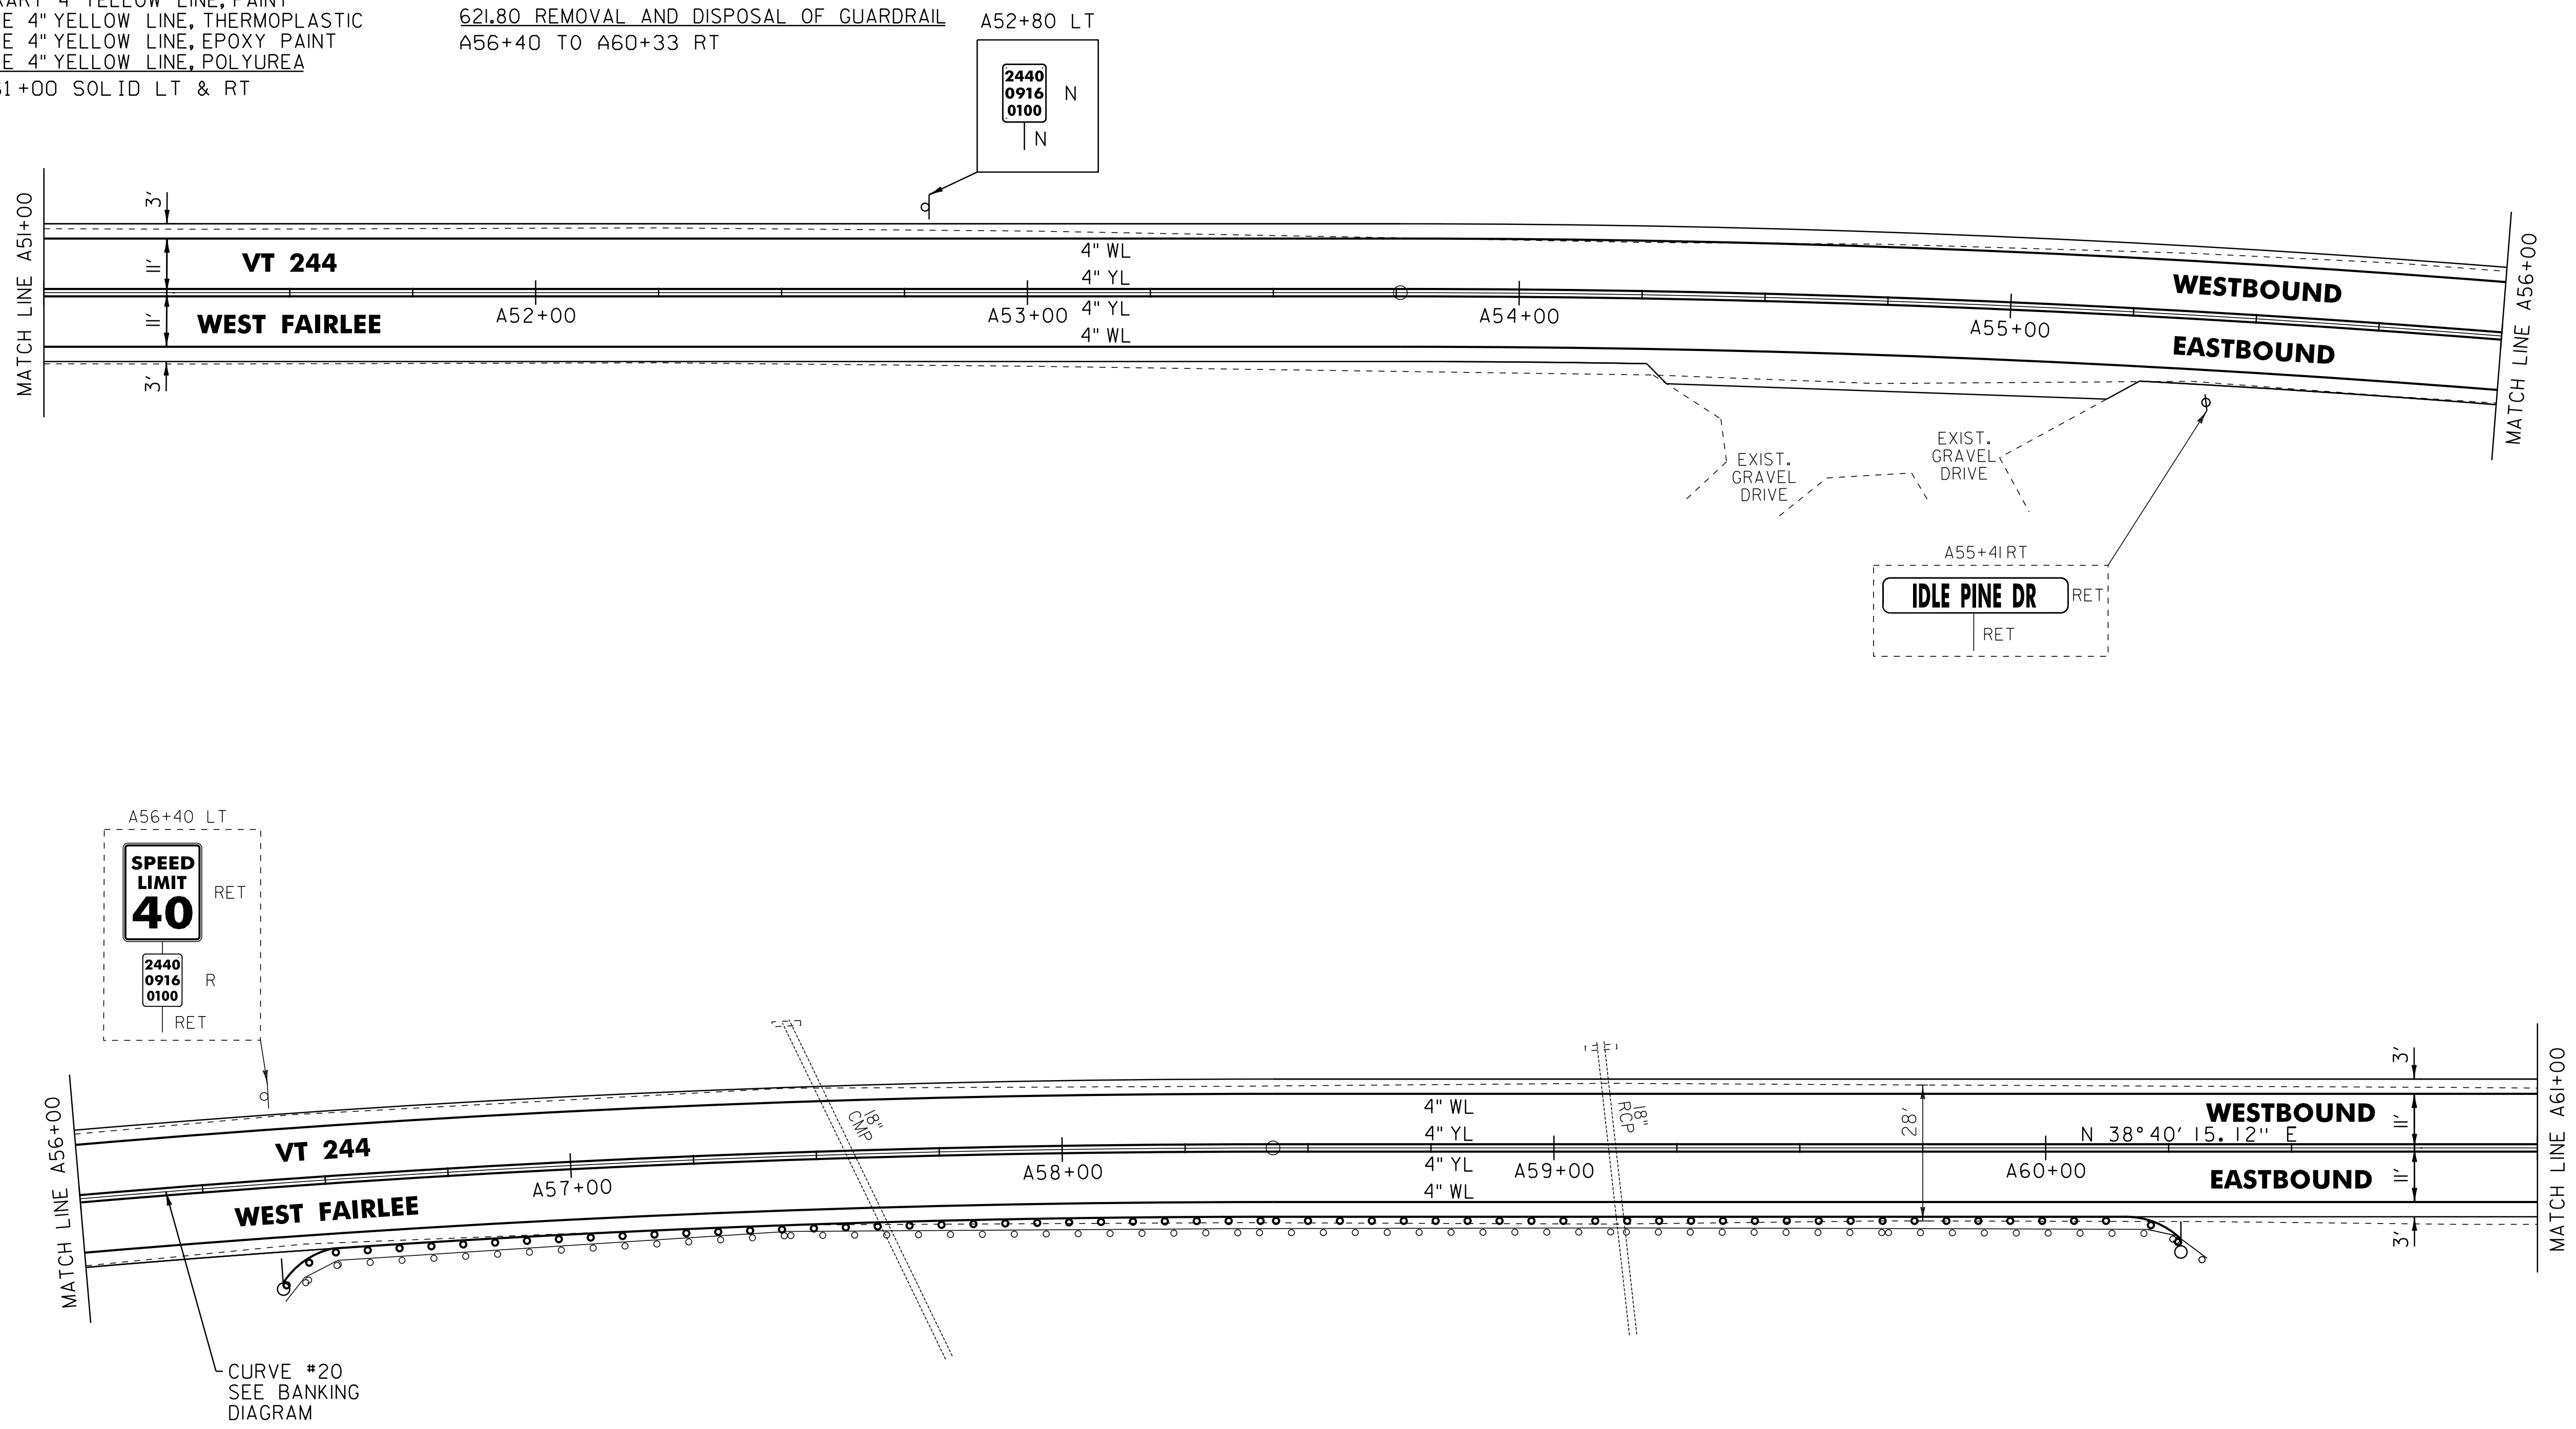 4" YELLOW LINE, PAINT
4" YELLOW LINE, THERMOPLASTIC
4" YELLOW LINE, EPOXY PAINT
4" YELLOW LINE, POLYUREA
+00 SOLID LT & RT
621.80 REMOVAL AND DISPOSAL OF GUARDRAIL
A56+40 TO A60+33 RT
A52+80 LT
2440
0916
0100
N
N
MATCH LINE A51+00
3'
11'
11'
3'
VT 244
WEST FAIRLEE
A52+00
A53+00
4" WL
4" YL
4" YL
4" WL
A54+00
A55+00
WESTBOUND
EASTBOUND
MATCH LINE A56+00
EXIST.
GRAVEL
DRIVE
EXIST.
GRAVEL
DRIVE
A55+41 RT
IDLE PINE DR
RET
RET
A56+40 LT
SPEED
LIMIT
40
RET
2440
0916
0100
R
RET
MATCH LINE A56+00
VT 244
WEST FAIRLEE
A57+00
18"
CMP
A58+00
4" WL
4" YL
4" YL
4" WL
A59+00
18"
RCP
28'
A60+00
WESTBOUND
N 38°40' 15.12" E
EASTBOUND
3'
11'
11'
3'
MATCH LINE A61+00
CURVE #20
SEE BANKING
DIAGRAM